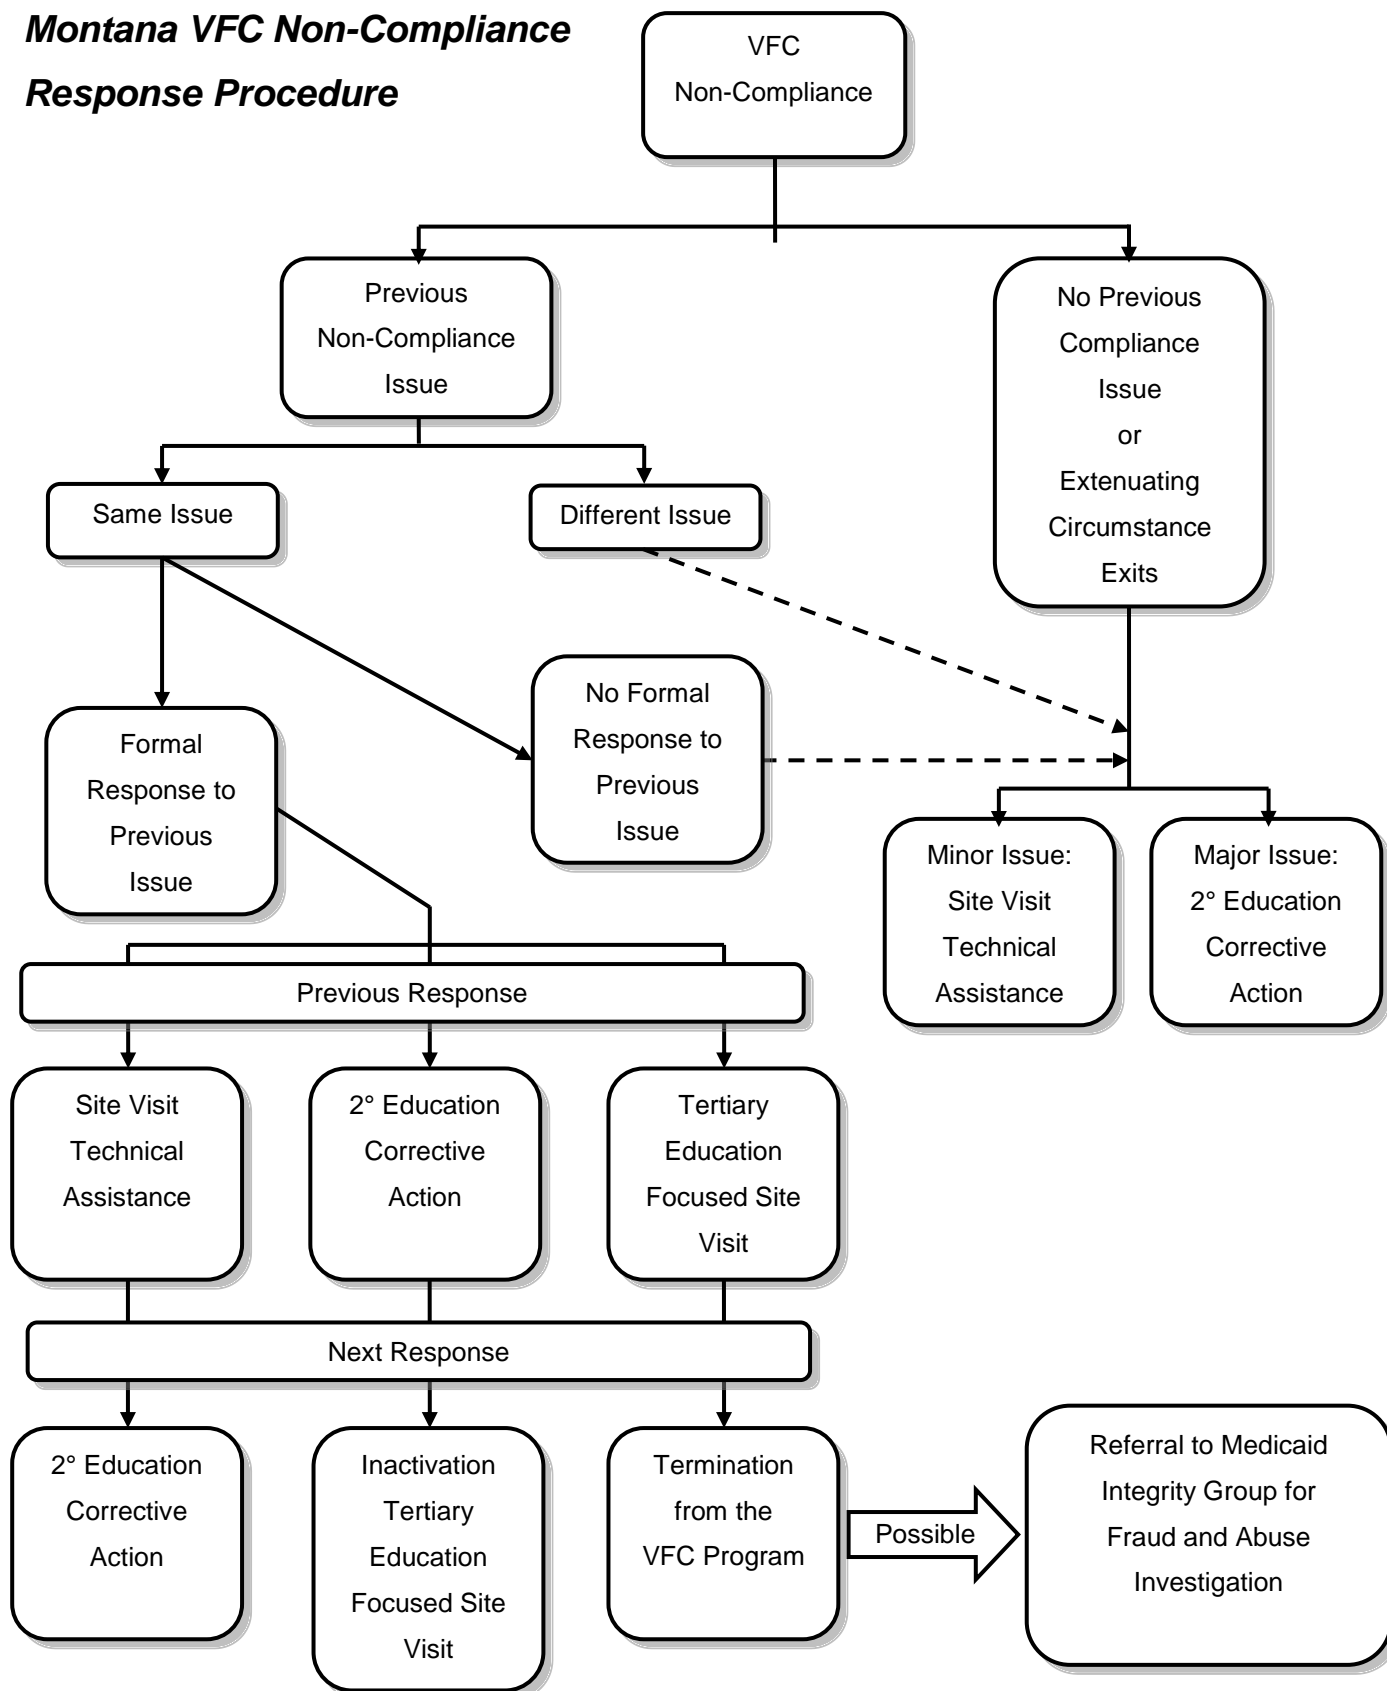 Montana VFC Non-Compliance
Response Procedure
VFC
Non-Compliance
Previous
Non-Compliance
Issue
No Previous
Compliance
Issue
or
Extenuating
Circumstance
Exits
Same Issue
Different Issue
Formal
Response to
Previous
Issue
No Formal
Response to
Previous
Issue
Minor Issue:
Site Visit
Technical
Assistance
Major Issue:
2° Education
Corrective
Action
Previous Response
Site Visit
Technical
Assistance
2° Education
Corrective
Action
Tertiary
Education
Focused Site
Visit
Next Response
2° Education
Corrective
Action
Inactivation
Tertiary
Education
Focused Site
Visit
Termination
from the
VFC Program
Possible
Referral to Medicaid
Integrity Group for
Fraud and Abuse
Investigation